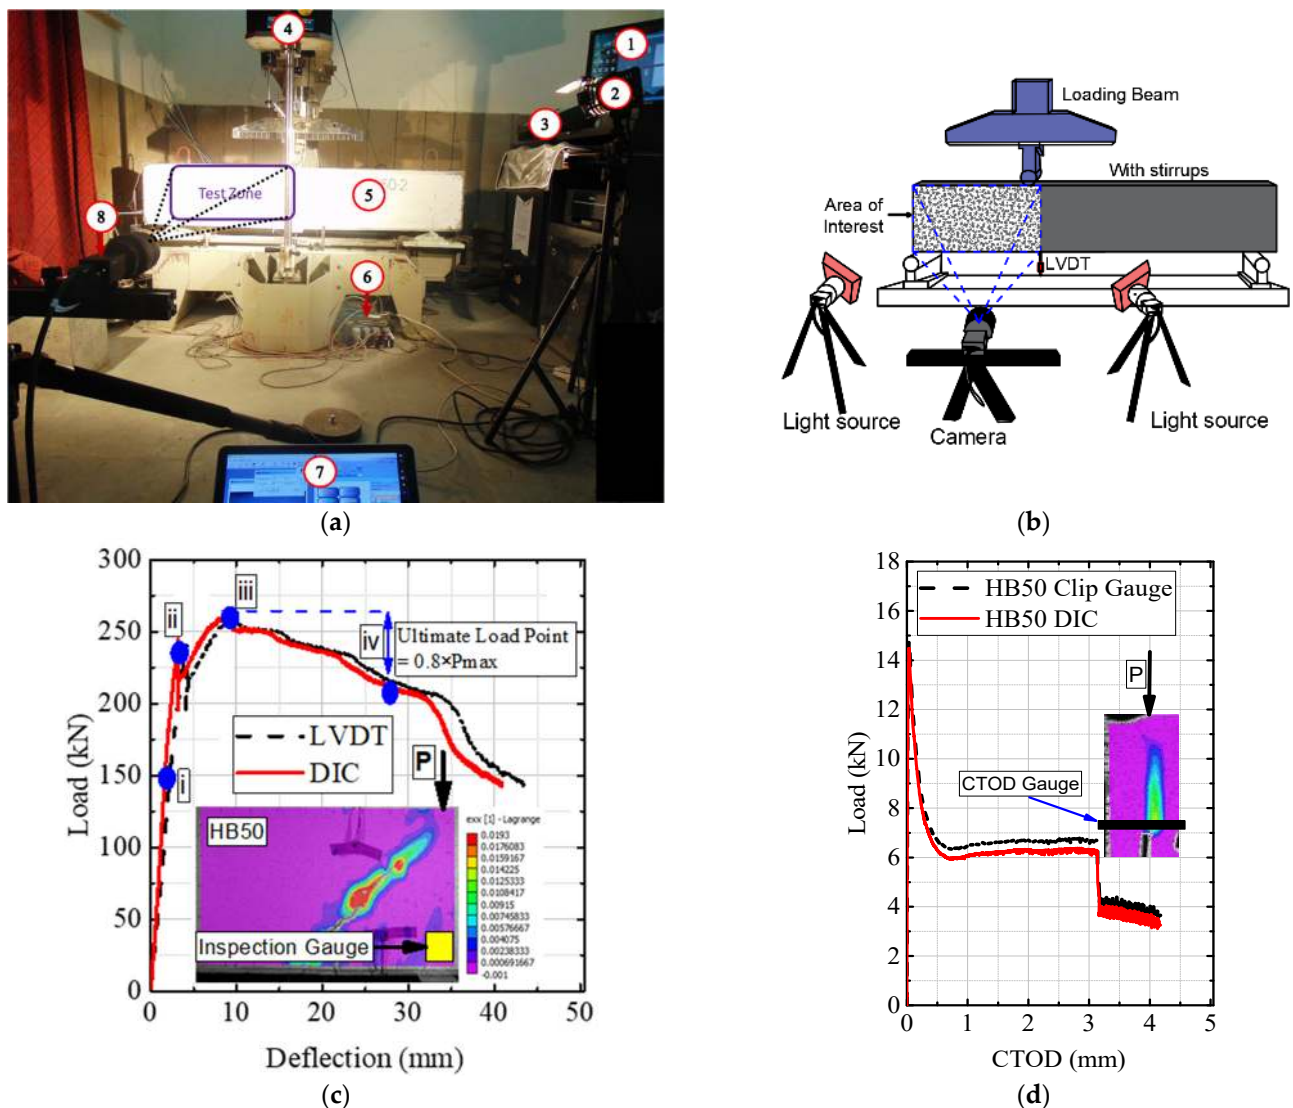 4
1
2
3
Test Zone
5
50-2
8
6
7
(a)
Loading Beam
With stirrups
Area of
Interest
LVDT
Light source
Camera
Light source
(b)
300
250
200
150
100
50
0
Load (kN)
i
ii
iii
iv
Ultimate Load Point
= 0.8×Pmax
LVDT
DIC
P
HB50
Inspection Gauge
exx [1] - Lagrange
0.0193
0.0176083
0.0159167
0.014225
0.0125333
0.0108417
0.00915
0.00745833
0.00576667
0.004075
0.00238333
0.000691667
-0.001
0 10 20 30 40 50
Deflection (mm)
(c)
18
16
14
12
10
8
6
4
2
0
Load (kN)
HB50 Clip Gauge
HB50 DIC
P
CTOD Gauge
0 1 2 3 4 5
CTOD (mm)
(d)